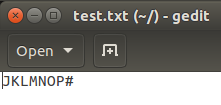 test.txt (~/) - gedit
Open
JKLMNOP#